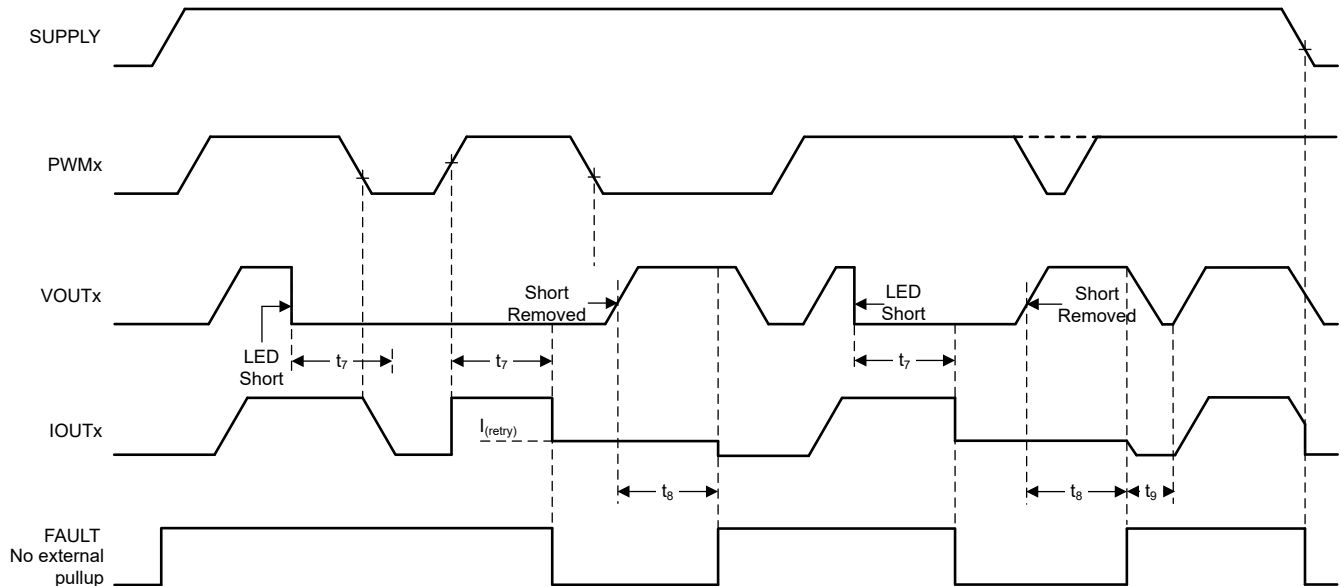 SUPPLY
PWMx
VOUTx
LED
Short
t7
t7
Short
Removed
LED
Short
t7
Short
Removed
IOUTx
I(retry)
t8
t8
t9
FAULT
No external
pullup